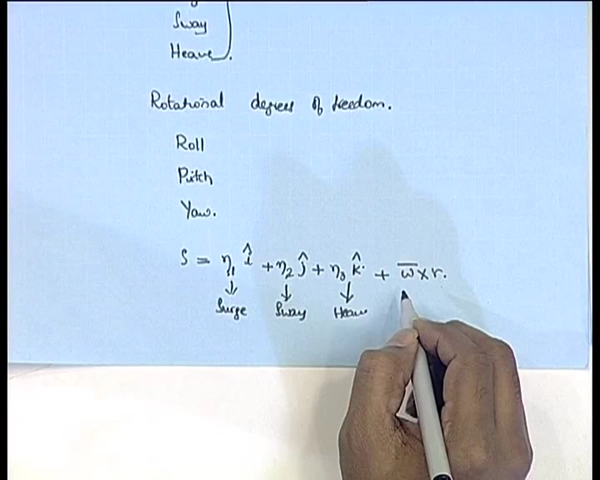 Sway
Heave
Rotational degrees of freedom.
Roll
Pitch
Yaw.
S = η₁ î + η₂ ĵ + η₃ k̂ + ω̅ × r.
Surge Sway Heave